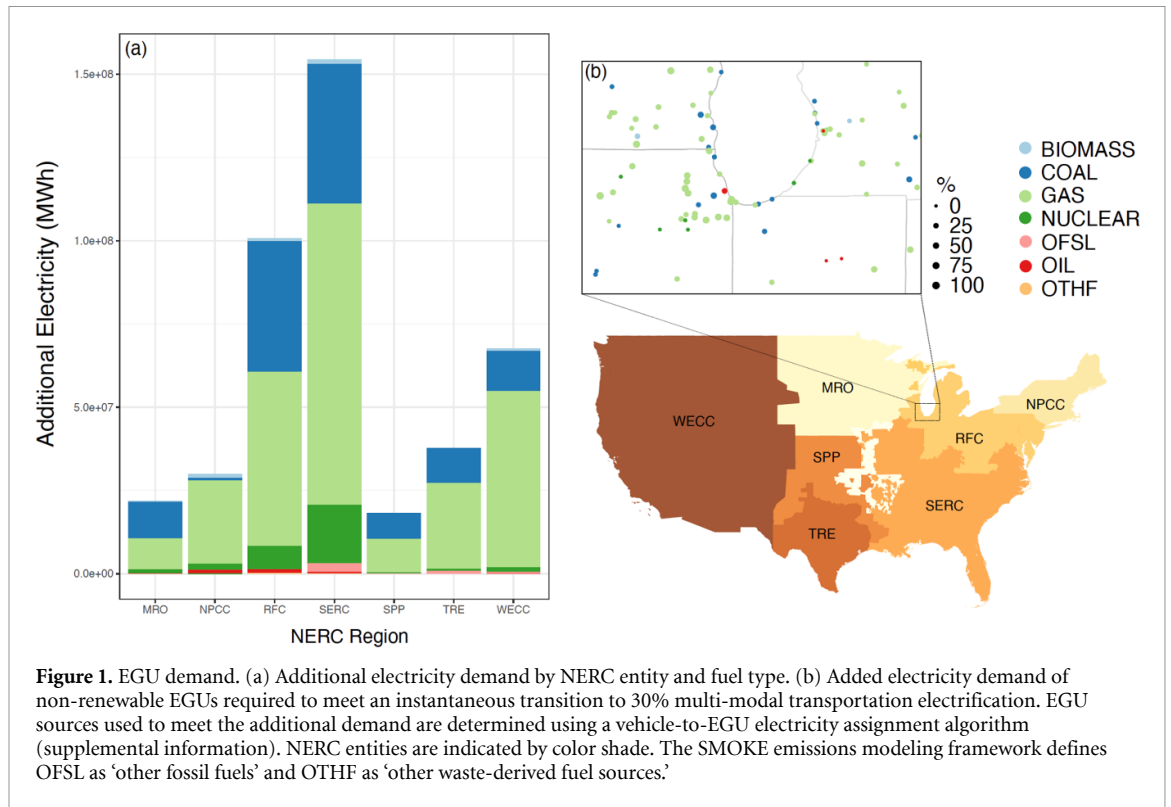 (a)
Additional Electricity (MWh)
1.5e+08
1.0e+08
5.0e+07
0.0e+00
MRO NPCC RFC SERC SPP TRE WECC
NERC Region
(b)
%
0
25
50
75
100
BIOMASS
COAL
GAS
NUCLEAR
OFSL
OIL
OTHF
WECC
MRO
NPCC
RFC
SPP
SERC
TRE
Figure 1. EGU demand. (a) Additional electricity demand by NERC entity and fuel type. (b) Added electricity demand of
non-renewable EGUs required to meet an instantaneous transition to 30% multi-modal transportation electrification. EGU
sources used to meet the additional demand are determined using a vehicle-to-EGU electricity assignment algorithm
(supplemental information). NERC entities are indicated by color shade. The SMOKE emissions modeling framework defines
OFSL as ‘other fossil fuels’ and OTHF as ‘other waste-derived fuel sources.’